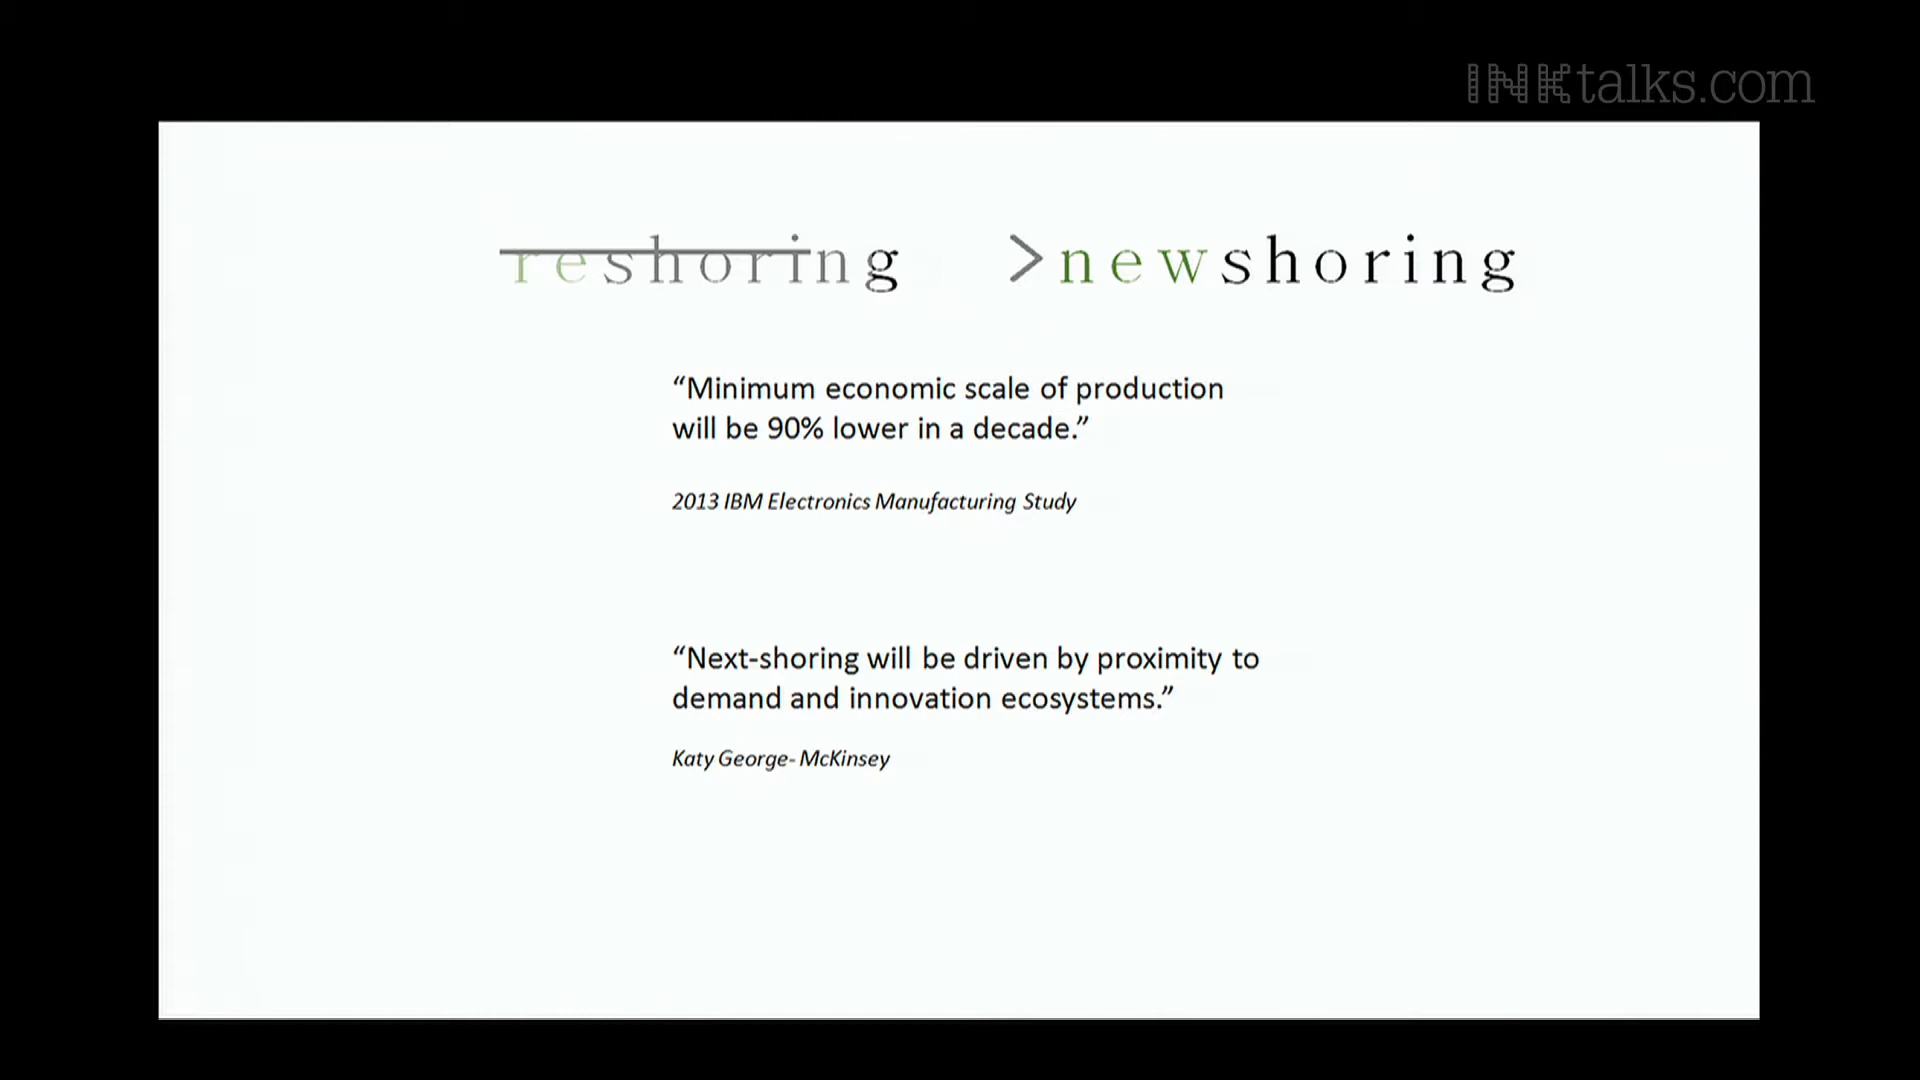 INKtalks.com
reshoring >newshoring
“Minimum economic scale of production
will be 90% lower in a decade.”
2013 IBM Electronics Manufacturing Study
“Next-shoring will be driven by proximity to
demand and innovation ecosystems.”
Katy George- McKinsey